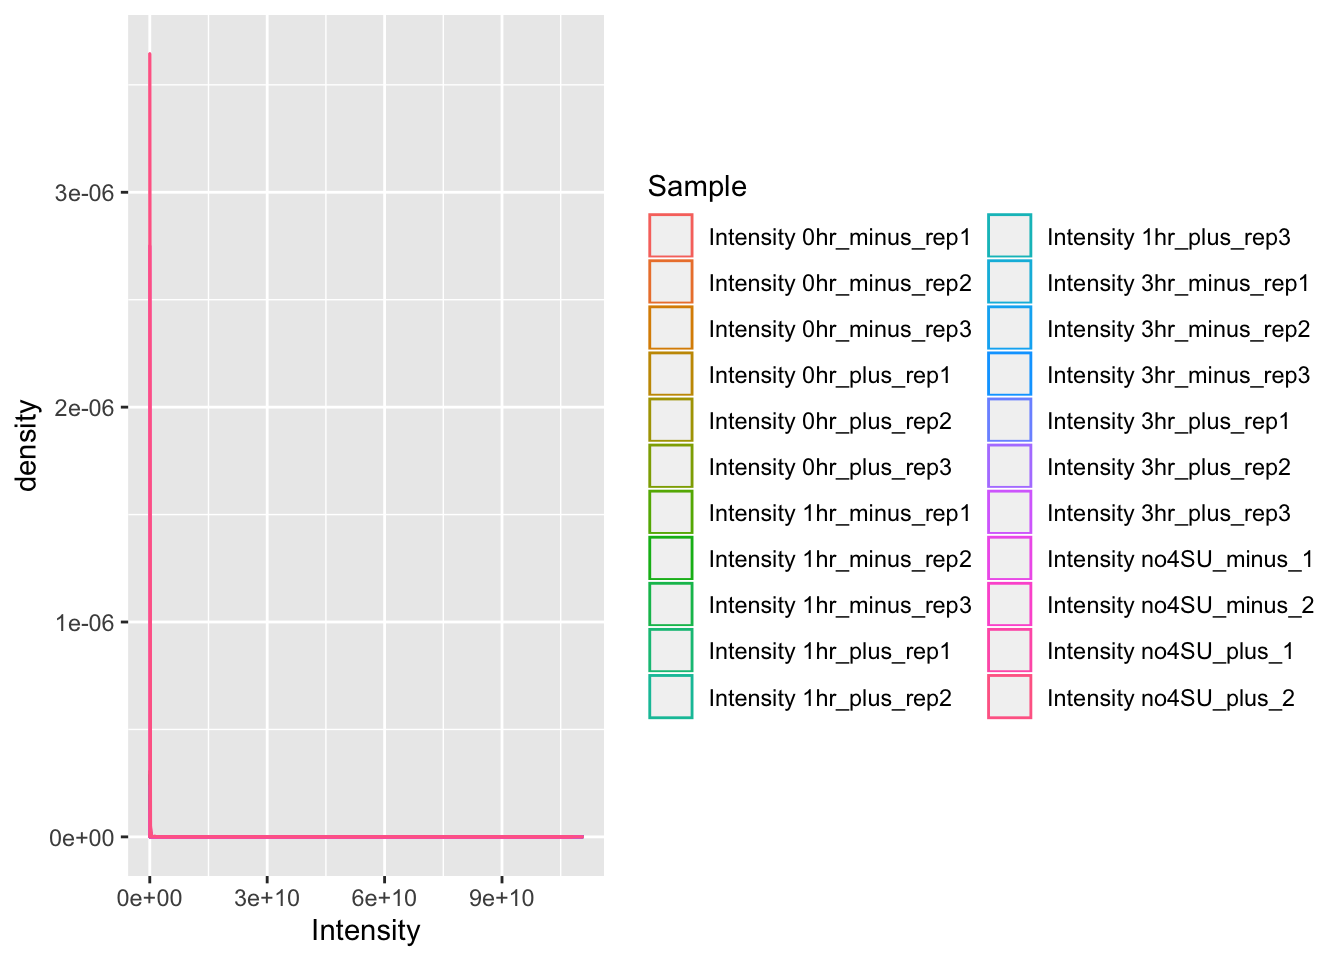 density
3e-06
2e-06
1e-06
0e+00
0e+00 3e+10 6e+10 9e+10
Intensity
Sample
Intensity 0hr_minus_rep1
Intensity 0hr_minus_rep2
Intensity 0hr_minus_rep3
Intensity 0hr_plus_rep1
Intensity 0hr_plus_rep2
Intensity 0hr_plus_rep3
Intensity 1hr_minus_rep1
Intensity 1hr_minus_rep2
Intensity 1hr_minus_rep3
Intensity 1hr_plus_rep1
Intensity 1hr_plus_rep2
Intensity 1hr_plus_rep3
Intensity 3hr_minus_rep1
Intensity 3hr_minus_rep2
Intensity 3hr_minus_rep3
Intensity 3hr_plus_rep1
Intensity 3hr_plus_rep2
Intensity 3hr_plus_rep3
Intensity no4SU_minus_1
Intensity no4SU_minus_2
Intensity no4SU_plus_1
Intensity no4SU_plus_2